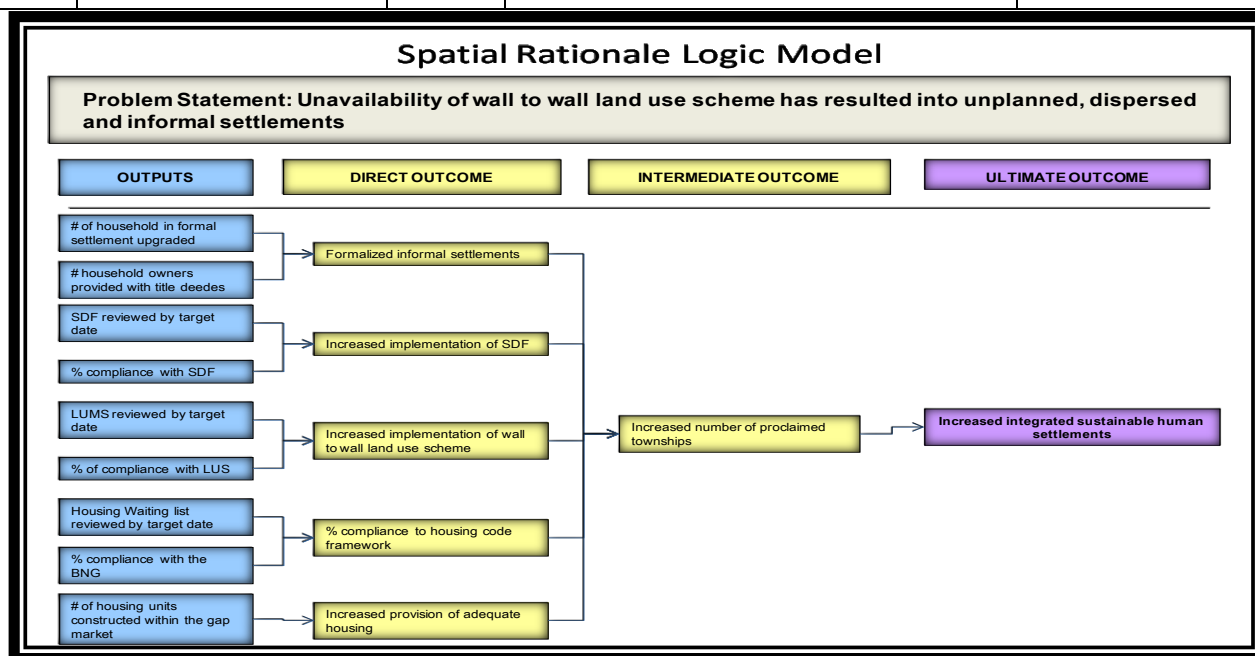 Spatial Rationale Logic Model
Problem Statement: Unavailability of wall to wall land use scheme has resulted into unplanned, dispersed
and informal settlements
OUTPUTS
DIRECT OUTCOME
INTERMEDIATE OUTCOME
ULTIMATE OUTCOME
# of household in formal
settlement upgraded
# household owners
provided with title deedes
Formalized informal settlements
SDF reviewed by target
date
% compliance with SDF
Increased implementation of SDF
LUMS reviewed by target
date
% of compliance with LUS
Increased implementation of wall
to wall land use scheme
Increased number of proclaimed
townships
Increased integrated sustainable human
settlements
Housing Waiting list
reviewed by target date
% compliance with the
BNG
% compliance to housing code
framework
# of housing units
constructed within the gap
market
Increased provision of adequate
housing